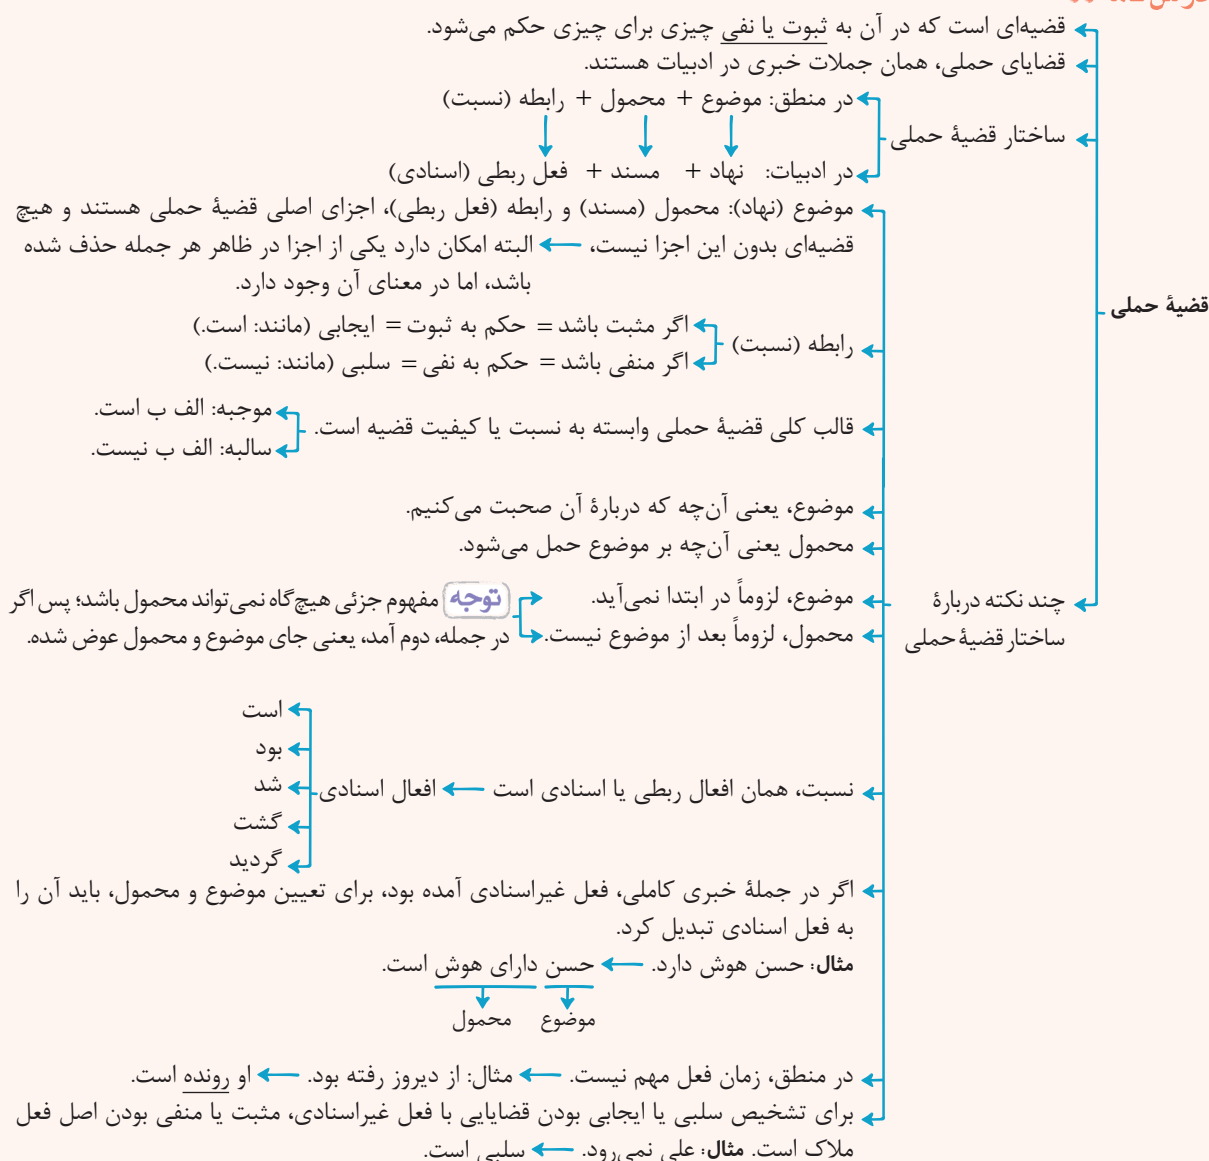 قضیه‌ای است که در آن به ثبوت یا نفی چیزی برای چیزی حکم می‌شود.
قضایای حملی، همان جملات خبری در ادبیات هستند.
ساختار قضیهٔ حملی
در منطق: موضوع + محمول + رابطه (نسبت)
در ادبیات: نهاد + مسند + فعل ربطی (اسنادی)
موضوع (نهاد): محمول (مسند) و رابطه (فعل ربطی)، اجزای اصلی قضیهٔ حملی هستند و هیچ
قضیه‌ای بدون این اجزا نیست، البته امکان دارد یکی از اجزا در ظاهر هر جمله حذف شده
باشد، اما در معنای آن وجود دارد.
قضیهٔ حملی
رابطه (نسبت)
اگر مثبت باشد = حکم به ثبوت = ایجابی (مانند: است.)
اگر منفی باشد = حکم به نفی = سلبی (مانند: نیست.)
قالب کلی قضیهٔ حملی وابسته به نسبت یا کیفیت قضیه است.
موجبه: الف ب است.
سالبه: الف ب نیست.
موضوع، یعنی آن‌چه که دربارهٔ آن صحبت می‌کنیم.
محمول یعنی آن‌چه بر موضوع حمل می‌شود.
چند نکته دربارهٔ
ساختار قضیهٔ حملی
موضوع، لزوماً در ابتدا نمی‌آید.
محمول، لزوماً بعد از موضوع نیست.
توجه مفهوم جزئی هیچ‌گاه نمی‌تواند محمول باشد؛ پس اگر
در جمله، دوم آمد، یعنی جای موضوع و محمول عوض شده.
نسبت، همان افعال ربطی یا اسنادی است افعال اسنادی
است
بود
شد
گشت
گردید
اگر در جملهٔ خبری کاملی، فعل غیراسنادی آمده بود، برای تعیین موضوع و محمول، باید آن را
به فعل اسنادی تبدیل کرد.
مثال: حسن هوش دارد. حسن دارای هوش است.
موضوع محمول
در منطق، زمان فعل مهم نیست. مثال: از دیروز رفته بود. او رونده است.
برای تشخیص سلبی یا ایجابی بودن قضایایی با فعل غیراسنادی، مثبت یا منفی بودن اصل فعل
ملاک است. مثال: علی نمی‌رود. سلبی است.